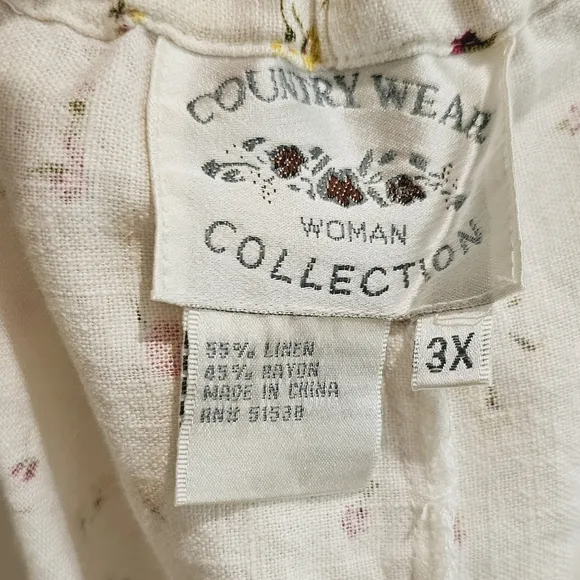 COUNTRY WEAR
WOMAN
COLLECTION
55% LINEN
45% RAYON
MADE IN CHINA
RN# 51538
3X